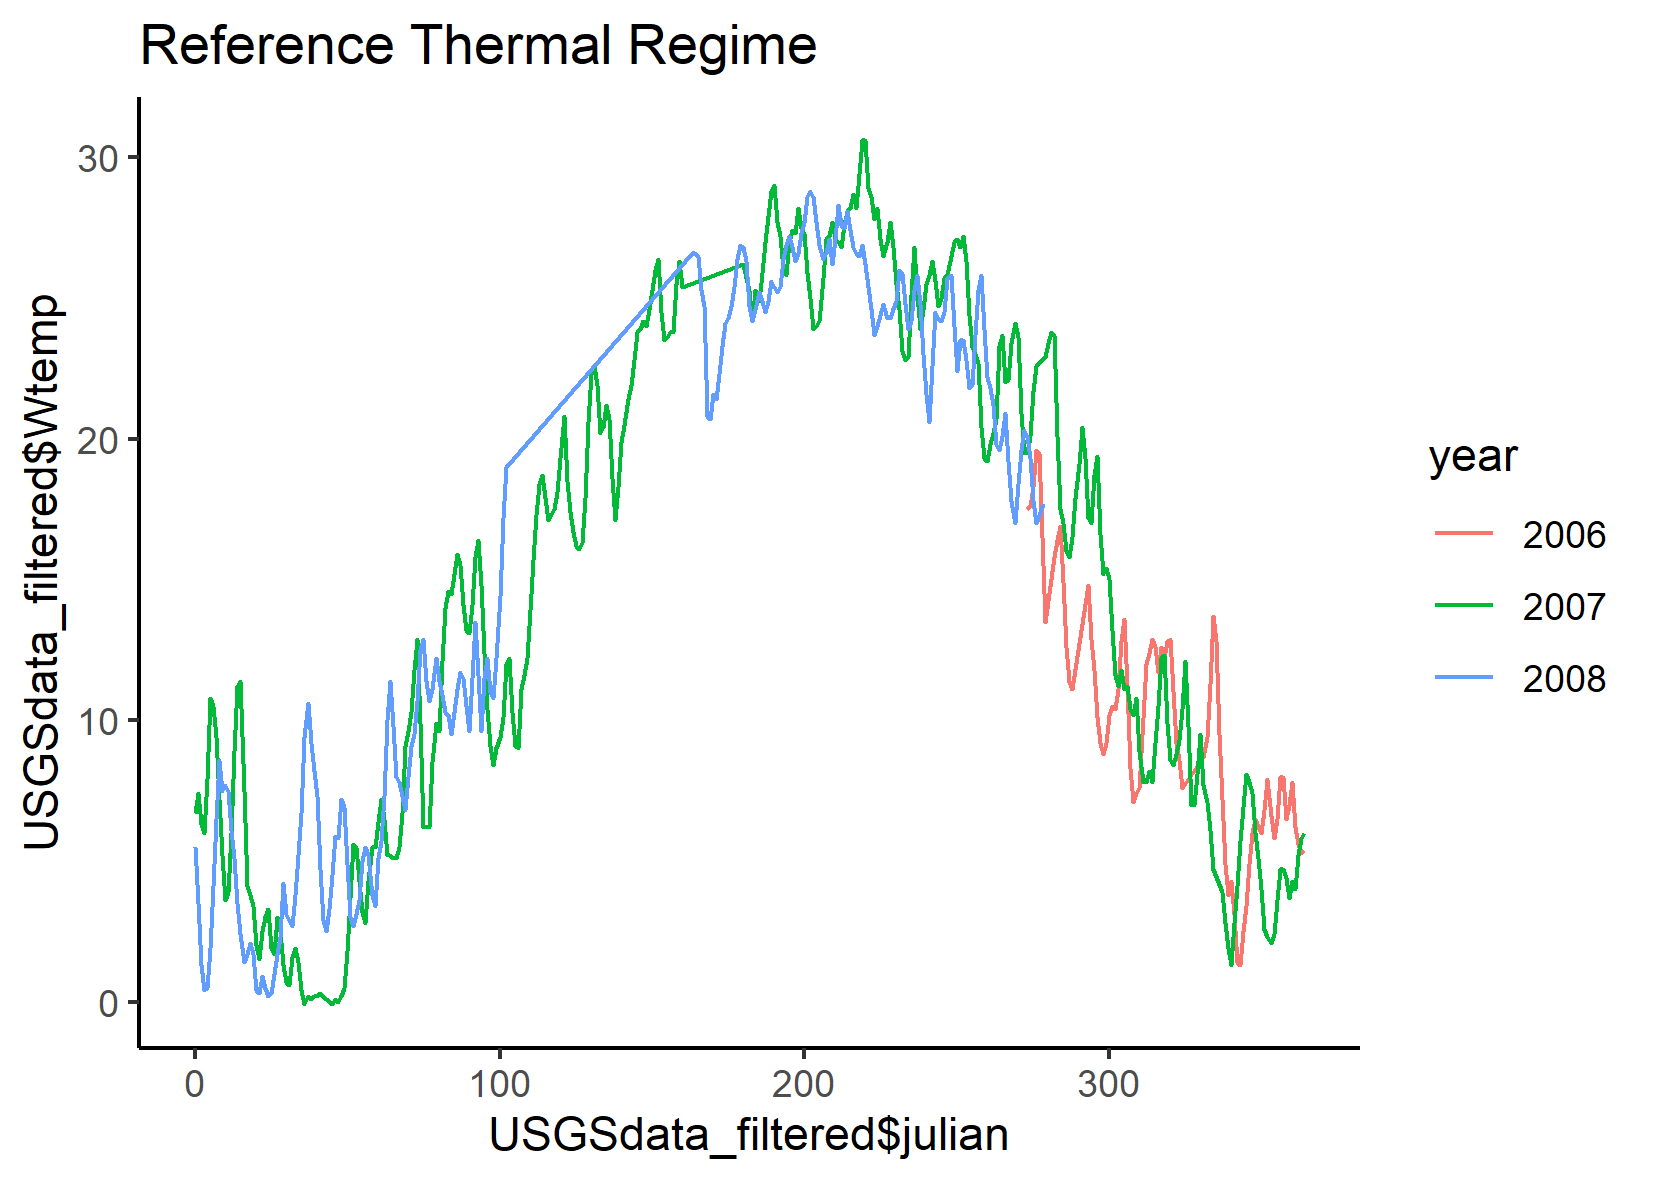 Reference Thermal Regime
30
20
10
0
USGSdata_filtered$Wtemp
0 100 200 300
USGSdata_filtered$julian
year
2006
2007
2008